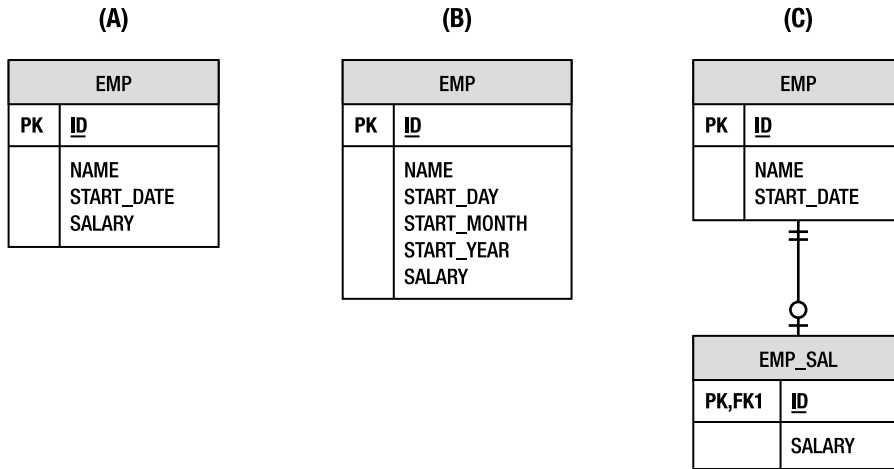 (A)
EMP
PK ID
NAME
START_DATE
SALARY
(B)
EMP
PK ID
NAME
START_DAY
START_MONTH
START_YEAR
SALARY
(C)
EMP
PK ID
NAME
START_DATE
EMP_SAL
PK,FK1 ID
SALARY